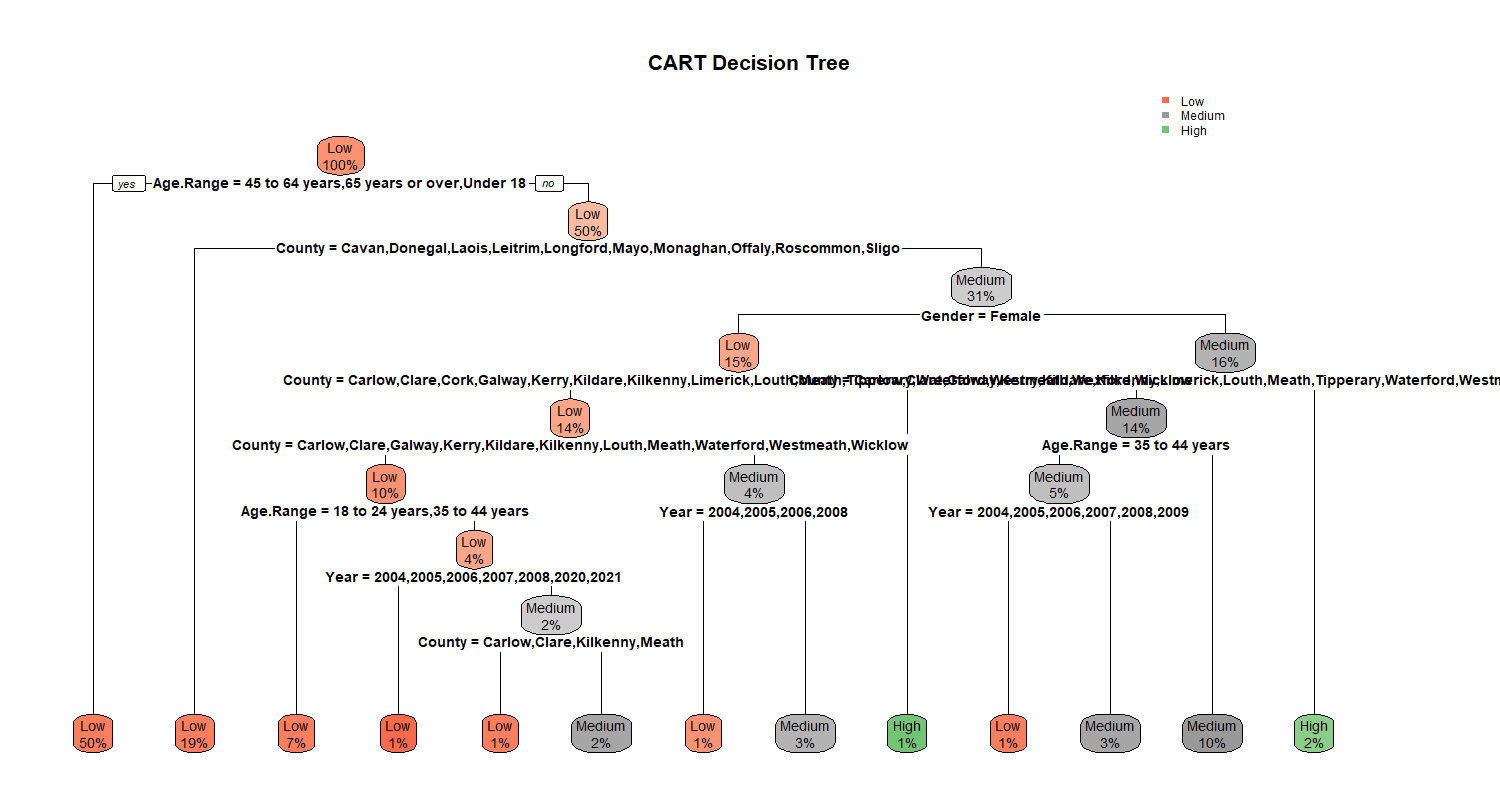 CART Decision Tree
Low
Medium
High
Low
100%
yes
Age.Range = 45 to 64 years,65 years or over,Under 18
no
Low
50%
County = Cavan,Donegal,Laois,Leitrim,Longford,Mayo,Monaghan,Offaly,Roscommon,Sligo
Medium
31%
Gender = Female
Low
15%
Medium
16%
County = Carlow,Clare,Cork,Galway,Kerry,Kildare,Kilkenny,Limerick,Louth,
Limerick,Louth,Meath,Tipperary,Waterford,Westm
Low
14%
Medium
14%
County = Carlow,Clare,Galway,Kerry,Kildare,Kilkenny,Louth,Meath,Waterford,Westmeath,Wicklow
Age.Range = 35 to 44 years
Low
10%
Medium
4%
Medium
5%
Age.Range = 18 to 24 years,35 to 44 years
Year = 2004,2005,2006,2008
Year = 2004,2005,2006,2007,2008,2009
Low
4%
Year = 2004,2005,2006,2007,2008,2020,2021
Medium
2%
County = Carlow,Clare,Kilkenny,Meath
Low
50%
Low
19%
Low
7%
Low
1%
Low
1%
Medium
2%
Low
1%
Medium
3%
High
1%
Low
1%
Medium
3%
Medium
10%
High
2%